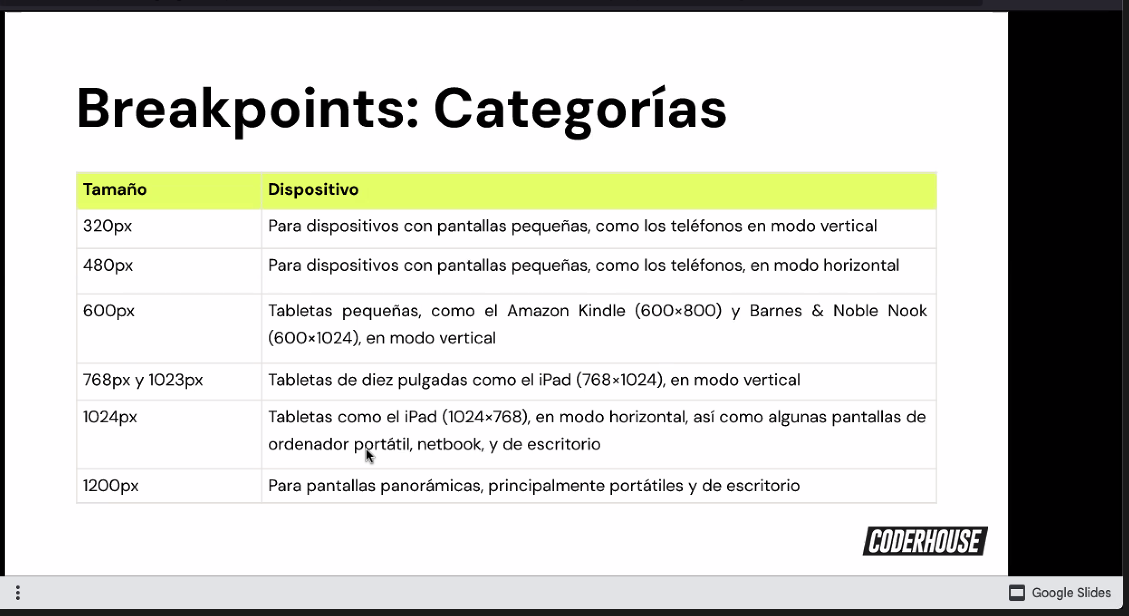 Breakpoints: Categorías
Tamaño Dispositivo
320px Para dispositivos con pantallas pequeñas, como los teléfonos en modo vertical
480px Para dispositivos con pantallas pequeñas, como los teléfonos, en modo horizontal
600px Tabletas pequeñas, como el Amazon Kindle (600×800) y Barnes & Noble Nook
(600×1024), en modo vertical
768px y 1023px Tabletas de diez pulgadas como el iPad (768×1024), en modo vertical
1024px Tabletas como el iPad (1024×768), en modo horizontal, así como algunas pantallas de
ordenador portátil, netbook, y de escritorio
1200px Para pantallas panorámicas, principalmente portátiles y de escritorio
CODERHOUSE
Google Slides